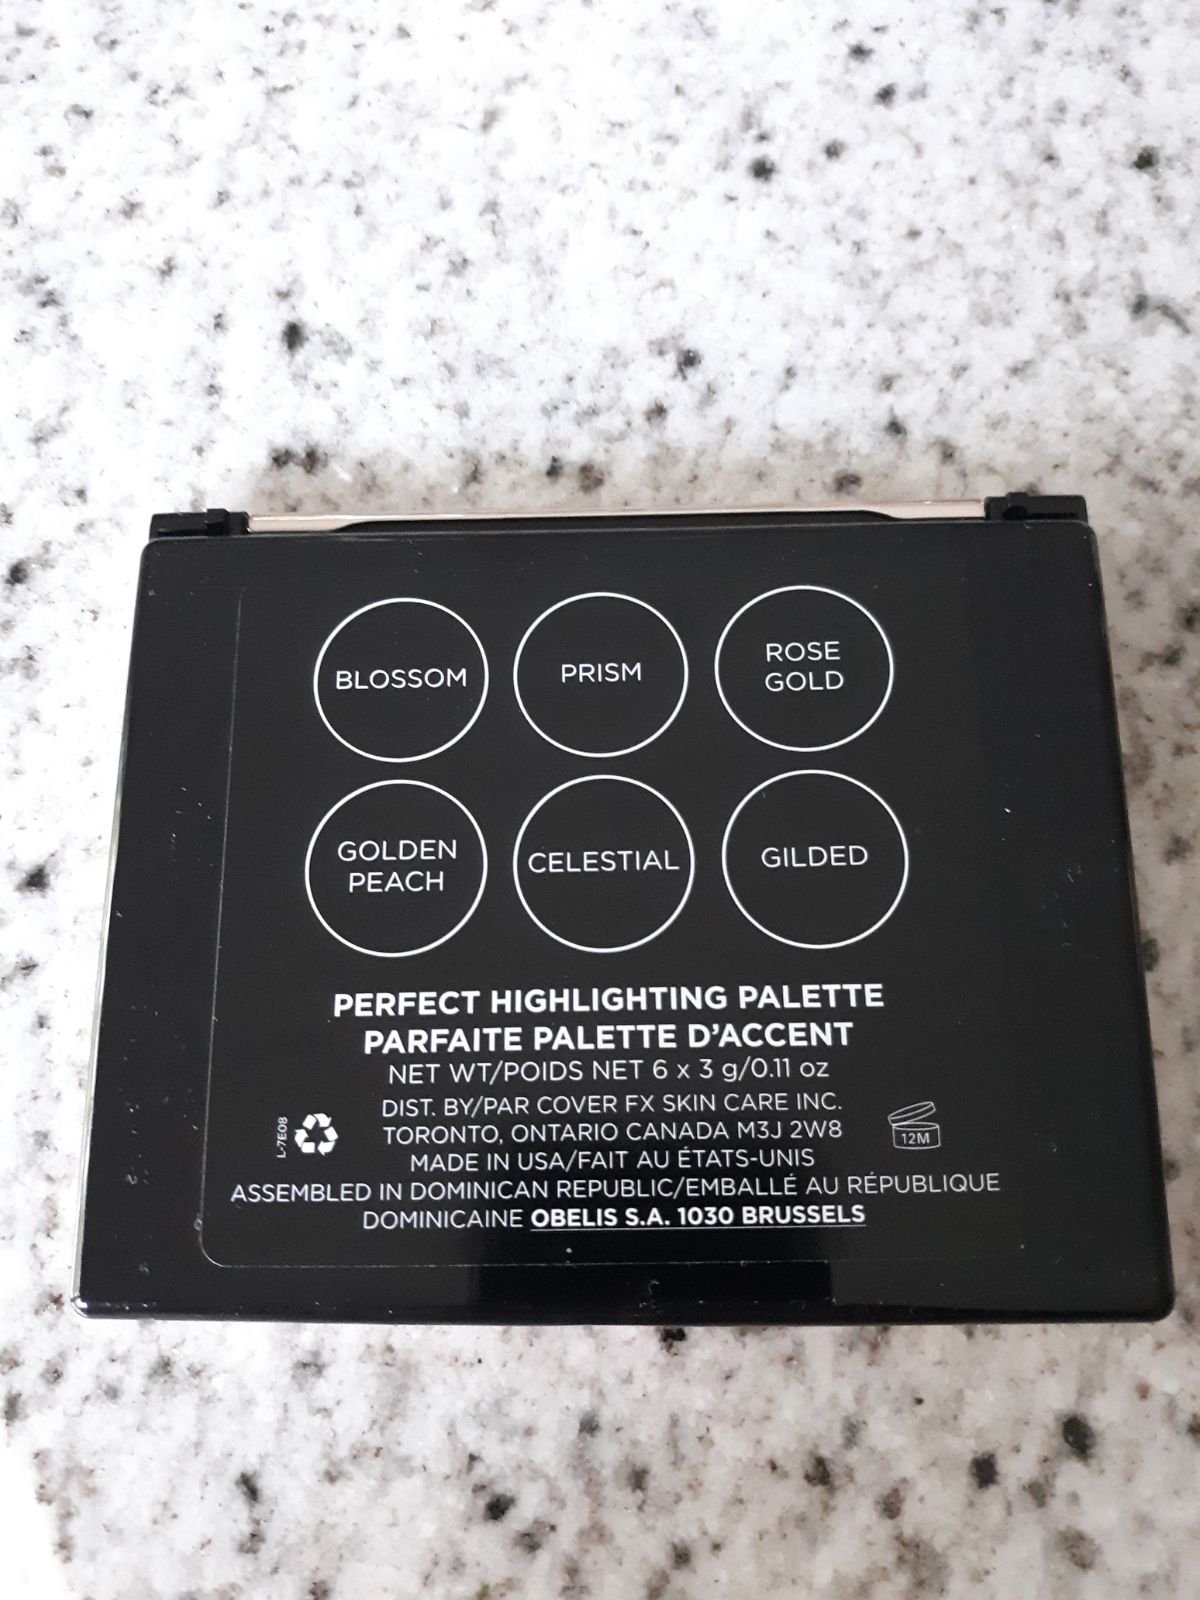 BLOSSOM
PRISM
ROSE
GOLD
GOLDEN
PEACH
CELESTIAL
GILDED
PERFECT HIGHLIGHTING PALETTE
PARFAITE PALETTE D'ACCENT
NET WT/POIDS NET 6 x 3 g/0.11 oz
DIST. BY/PAR COVER FX SKIN CARE INC.
TORONTO, ONTARIO CANADA M3J 2W8
MADE IN USA/FAIT AU ÉTATS-UNIS
ASSEMBLED IN DOMINICAN REPUBLIC/EMBALLÉ AU RÉPUBLIQUE
DOMINICAINE OBELIS S.A. 1030 BRUSSELS
L-7E08
12M